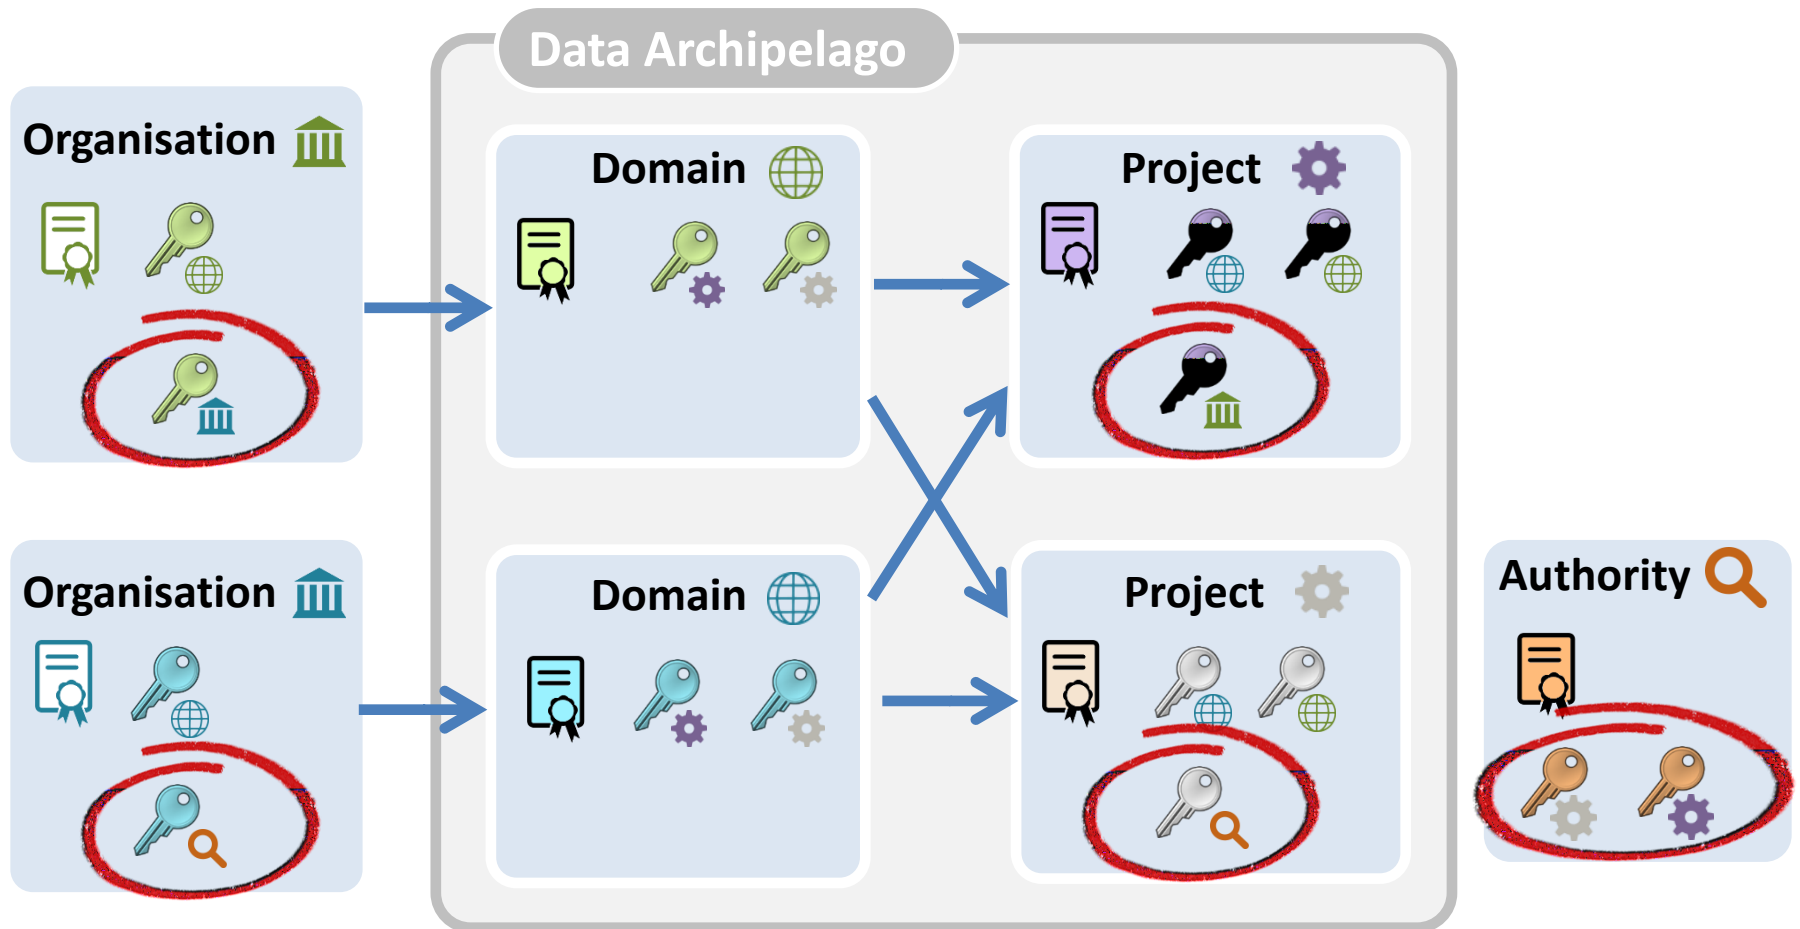 Data Archipelago
Organisation
Domain
Project
Organisation
Domain
Project
Authority